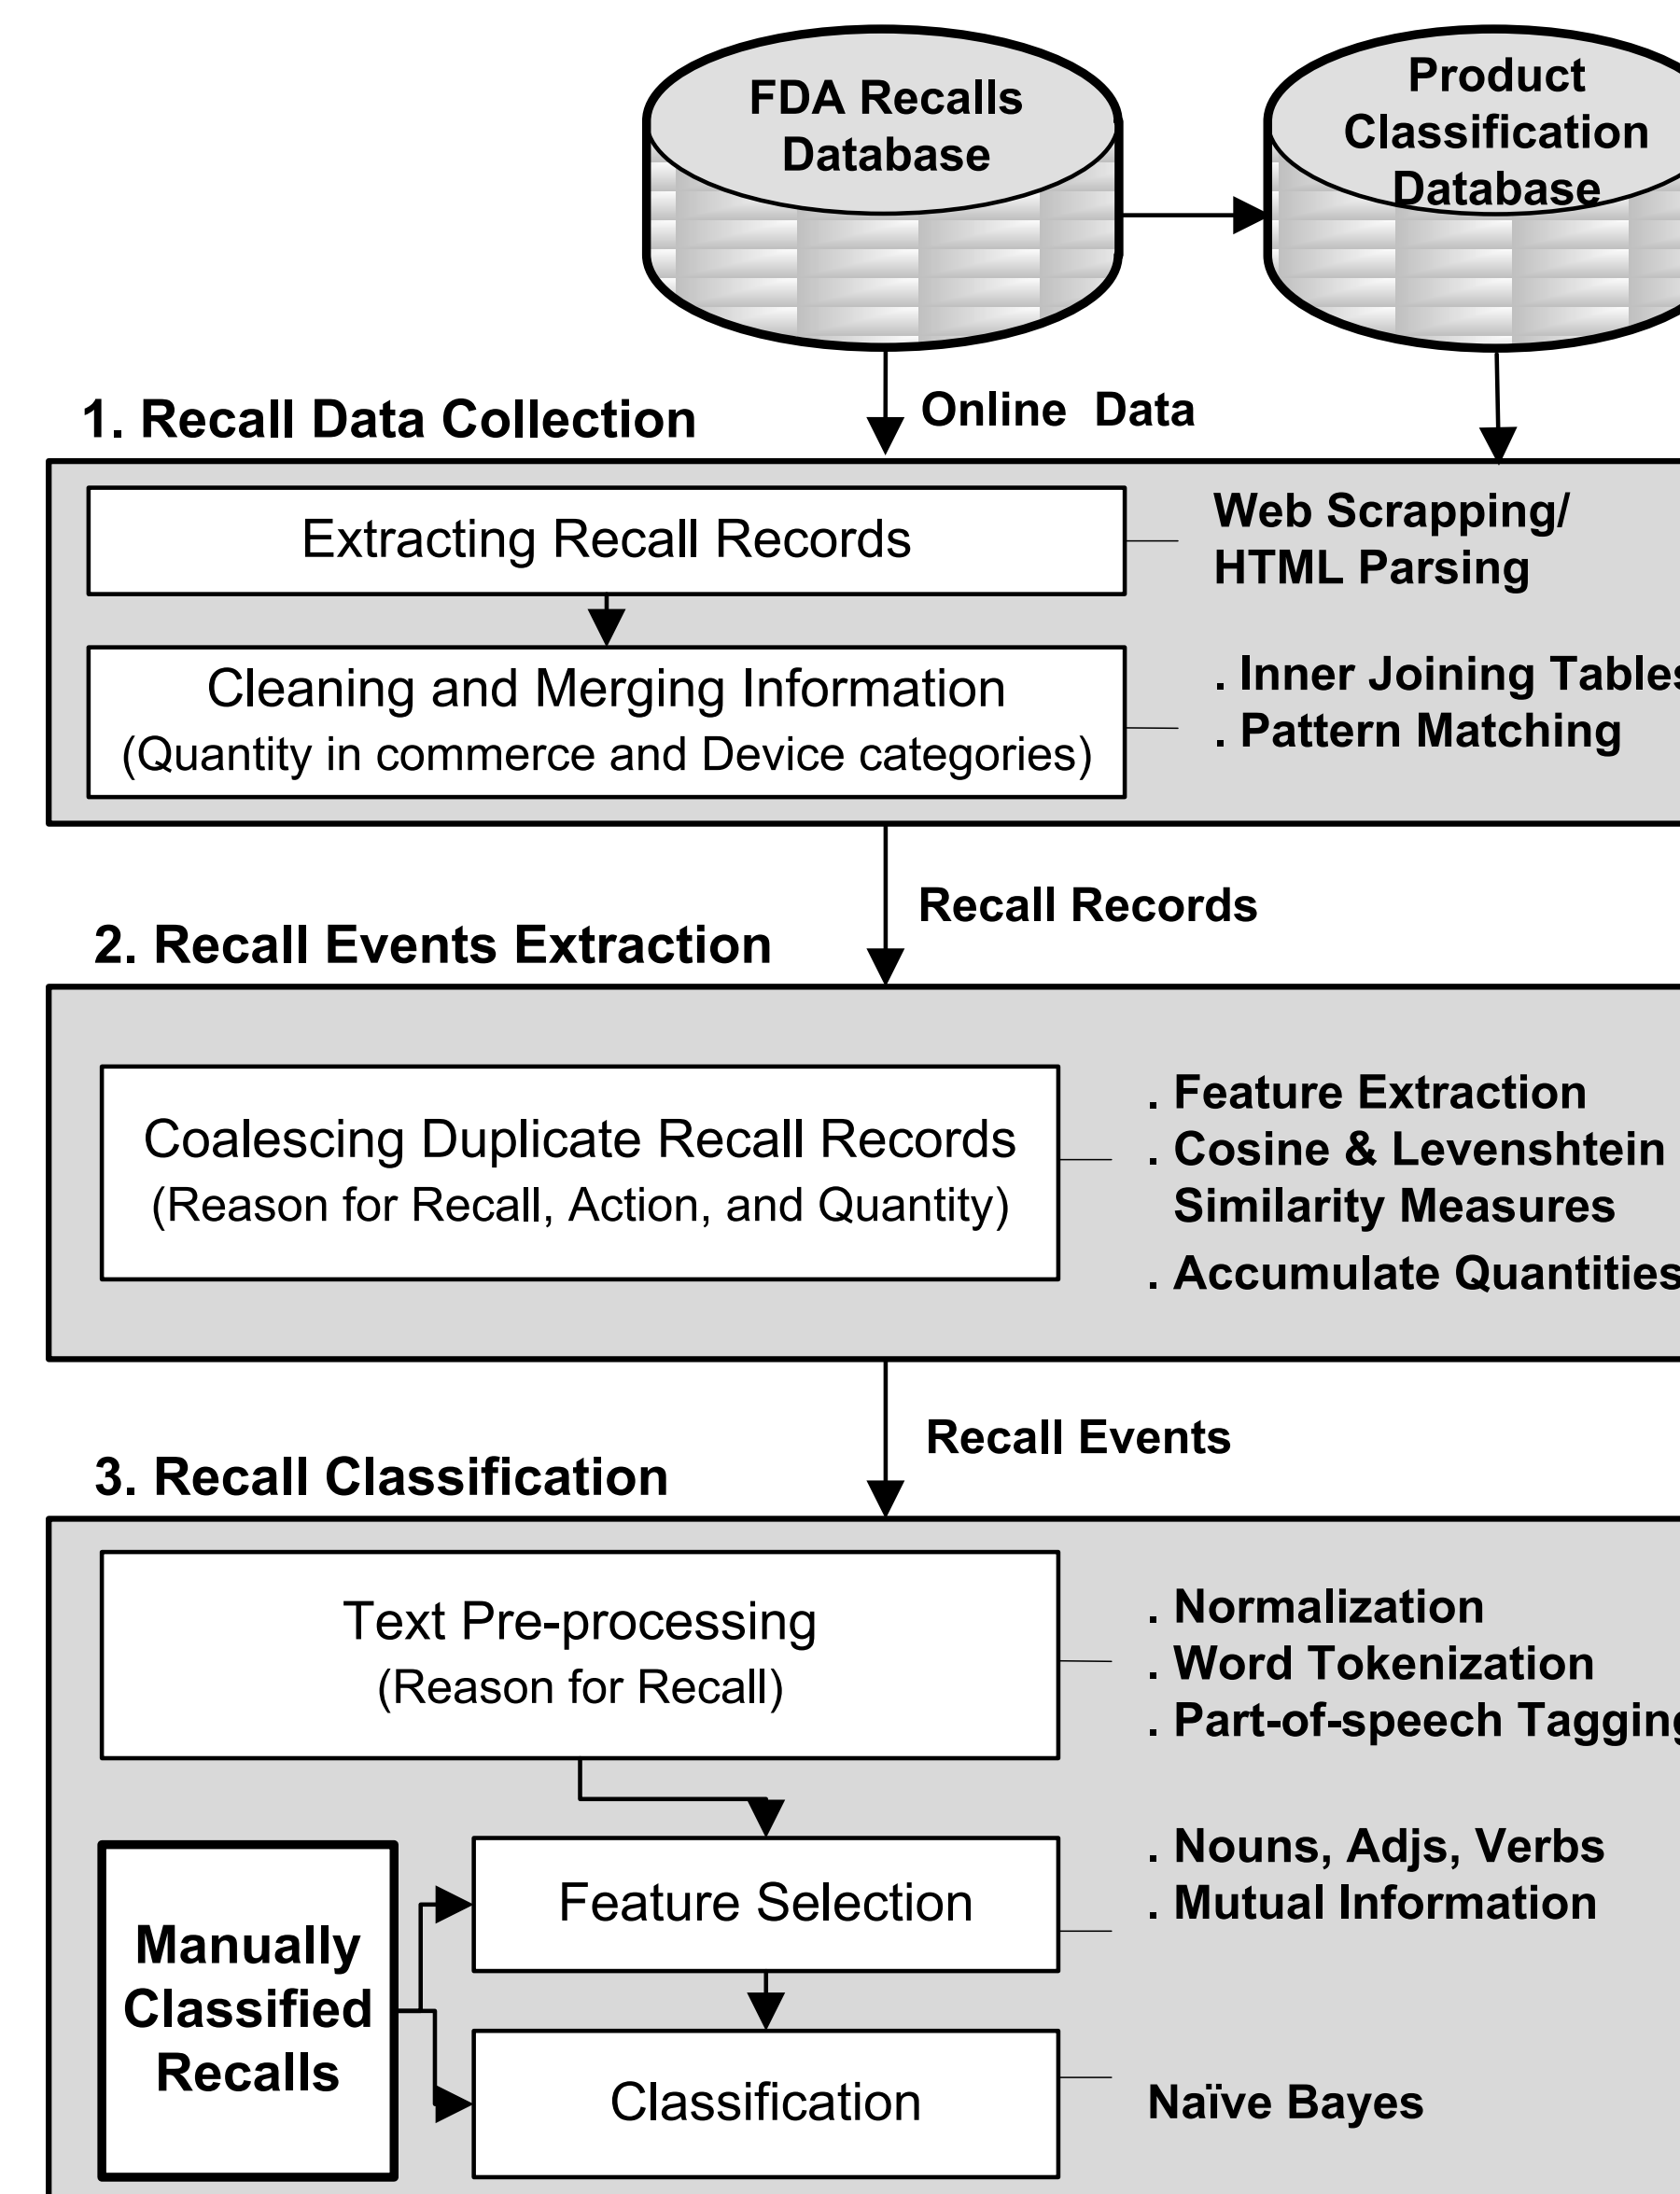 FDA Recalls
Database
Product
Classification
Database
Online Data
1. Recall Data Collection
Extracting Recall Records
Web Scrapping/
HTML Parsing
Cleaning and Merging Information
(Quantity in commerce and Device categories)
. Inner Joining Tables
. Pattern Matching
Recall Records
2. Recall Events Extraction
Coalescing Duplicate Recall Records
(Reason for Recall, Action, and Quantity)
. Feature Extraction
. Cosine & Levenshtein
Similarity Measures
. Accumulate Quantities
Recall Events
3. Recall Classification
Text Pre-processing
(Reason for Recall)
. Normalization
. Word Tokenization
. Part-of-speech Tagging
Manually
Classified
Recalls
Feature Selection
. Nouns, Adjs, Verbs
. Mutual Information
Classification
Naïve Bayes